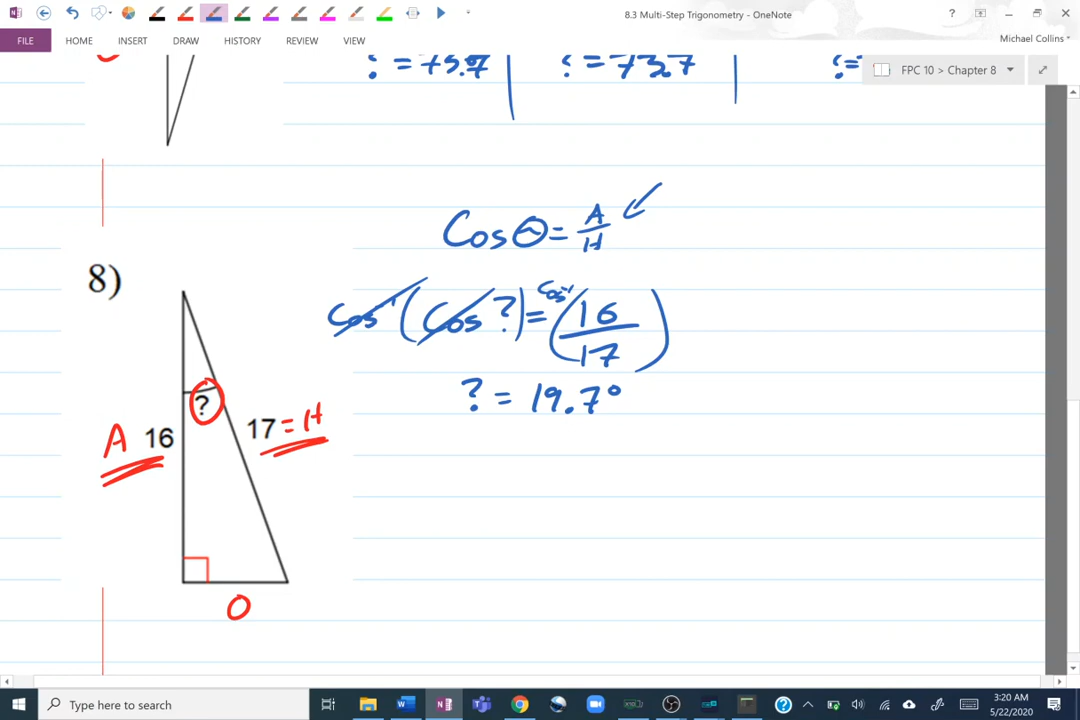 8.3 Multi-Step Trigonometry - OneNote
FILE HOME INSERT DRAW HISTORY REVIEW VIEW
Michael Collins
FPC 10 > Chapter 8
? = 73.7
Cos θ = A/H
8)
cos⁻¹ (cos ?) = cos⁻¹ (16/17)
? = 19.7°
?
A 16
17 = H
O
Type here to search
3:20 AM
5/22/2020